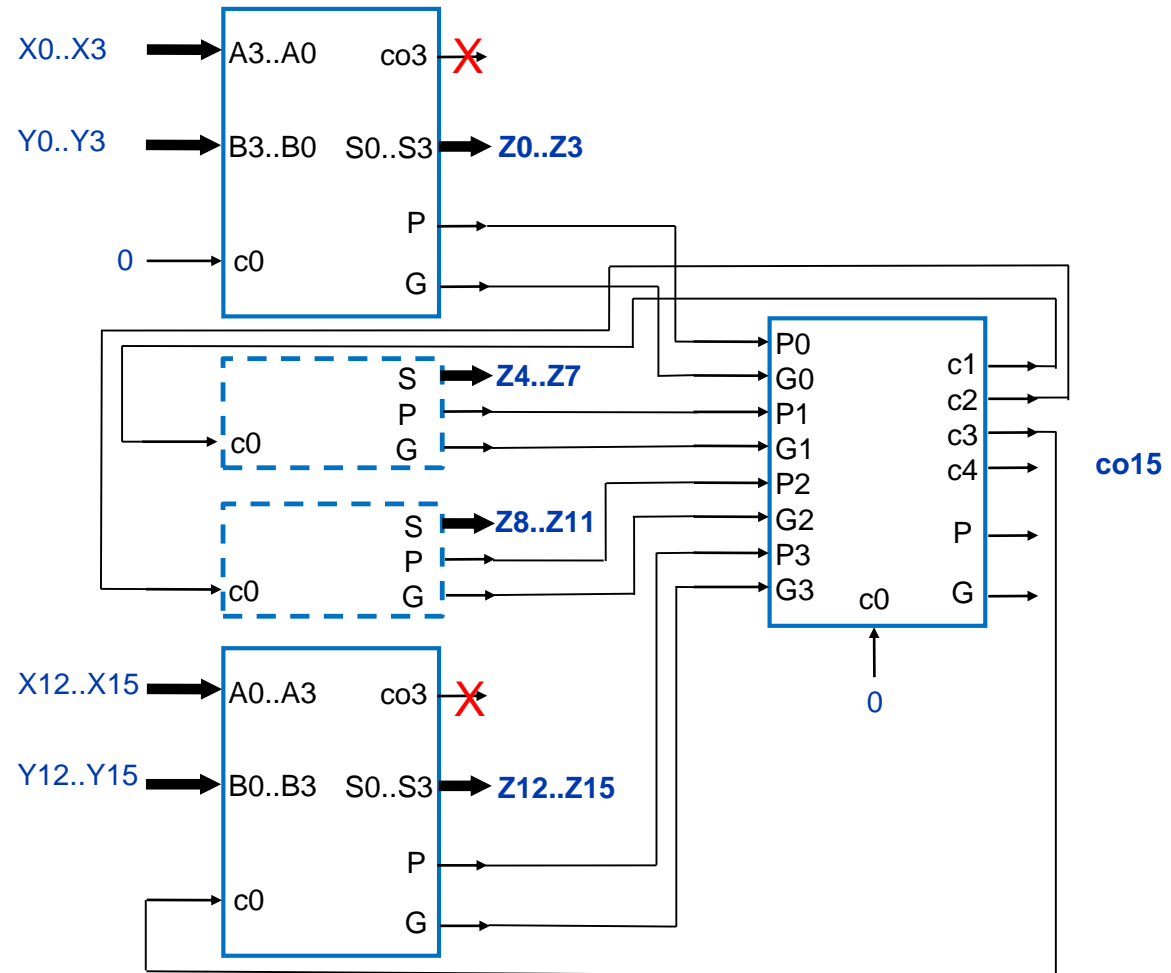 X0..X3
A3..A0
co3
X
Y0..Y3
B3..B0
S0..S3
Z0..Z3
P
0
c0
G
S
Z4..Z7
P
c0
G
S
Z8..Z11
P
c0
G
P0
G0
P1
G1
P2
G2
P3
G3
c0
c1
c2
c3
c4
P
G
co15
0
X12..X15
A0..A3
co3
X
Y12..Y15
B0..B3
S0..S3
Z12..Z15
P
c0
G